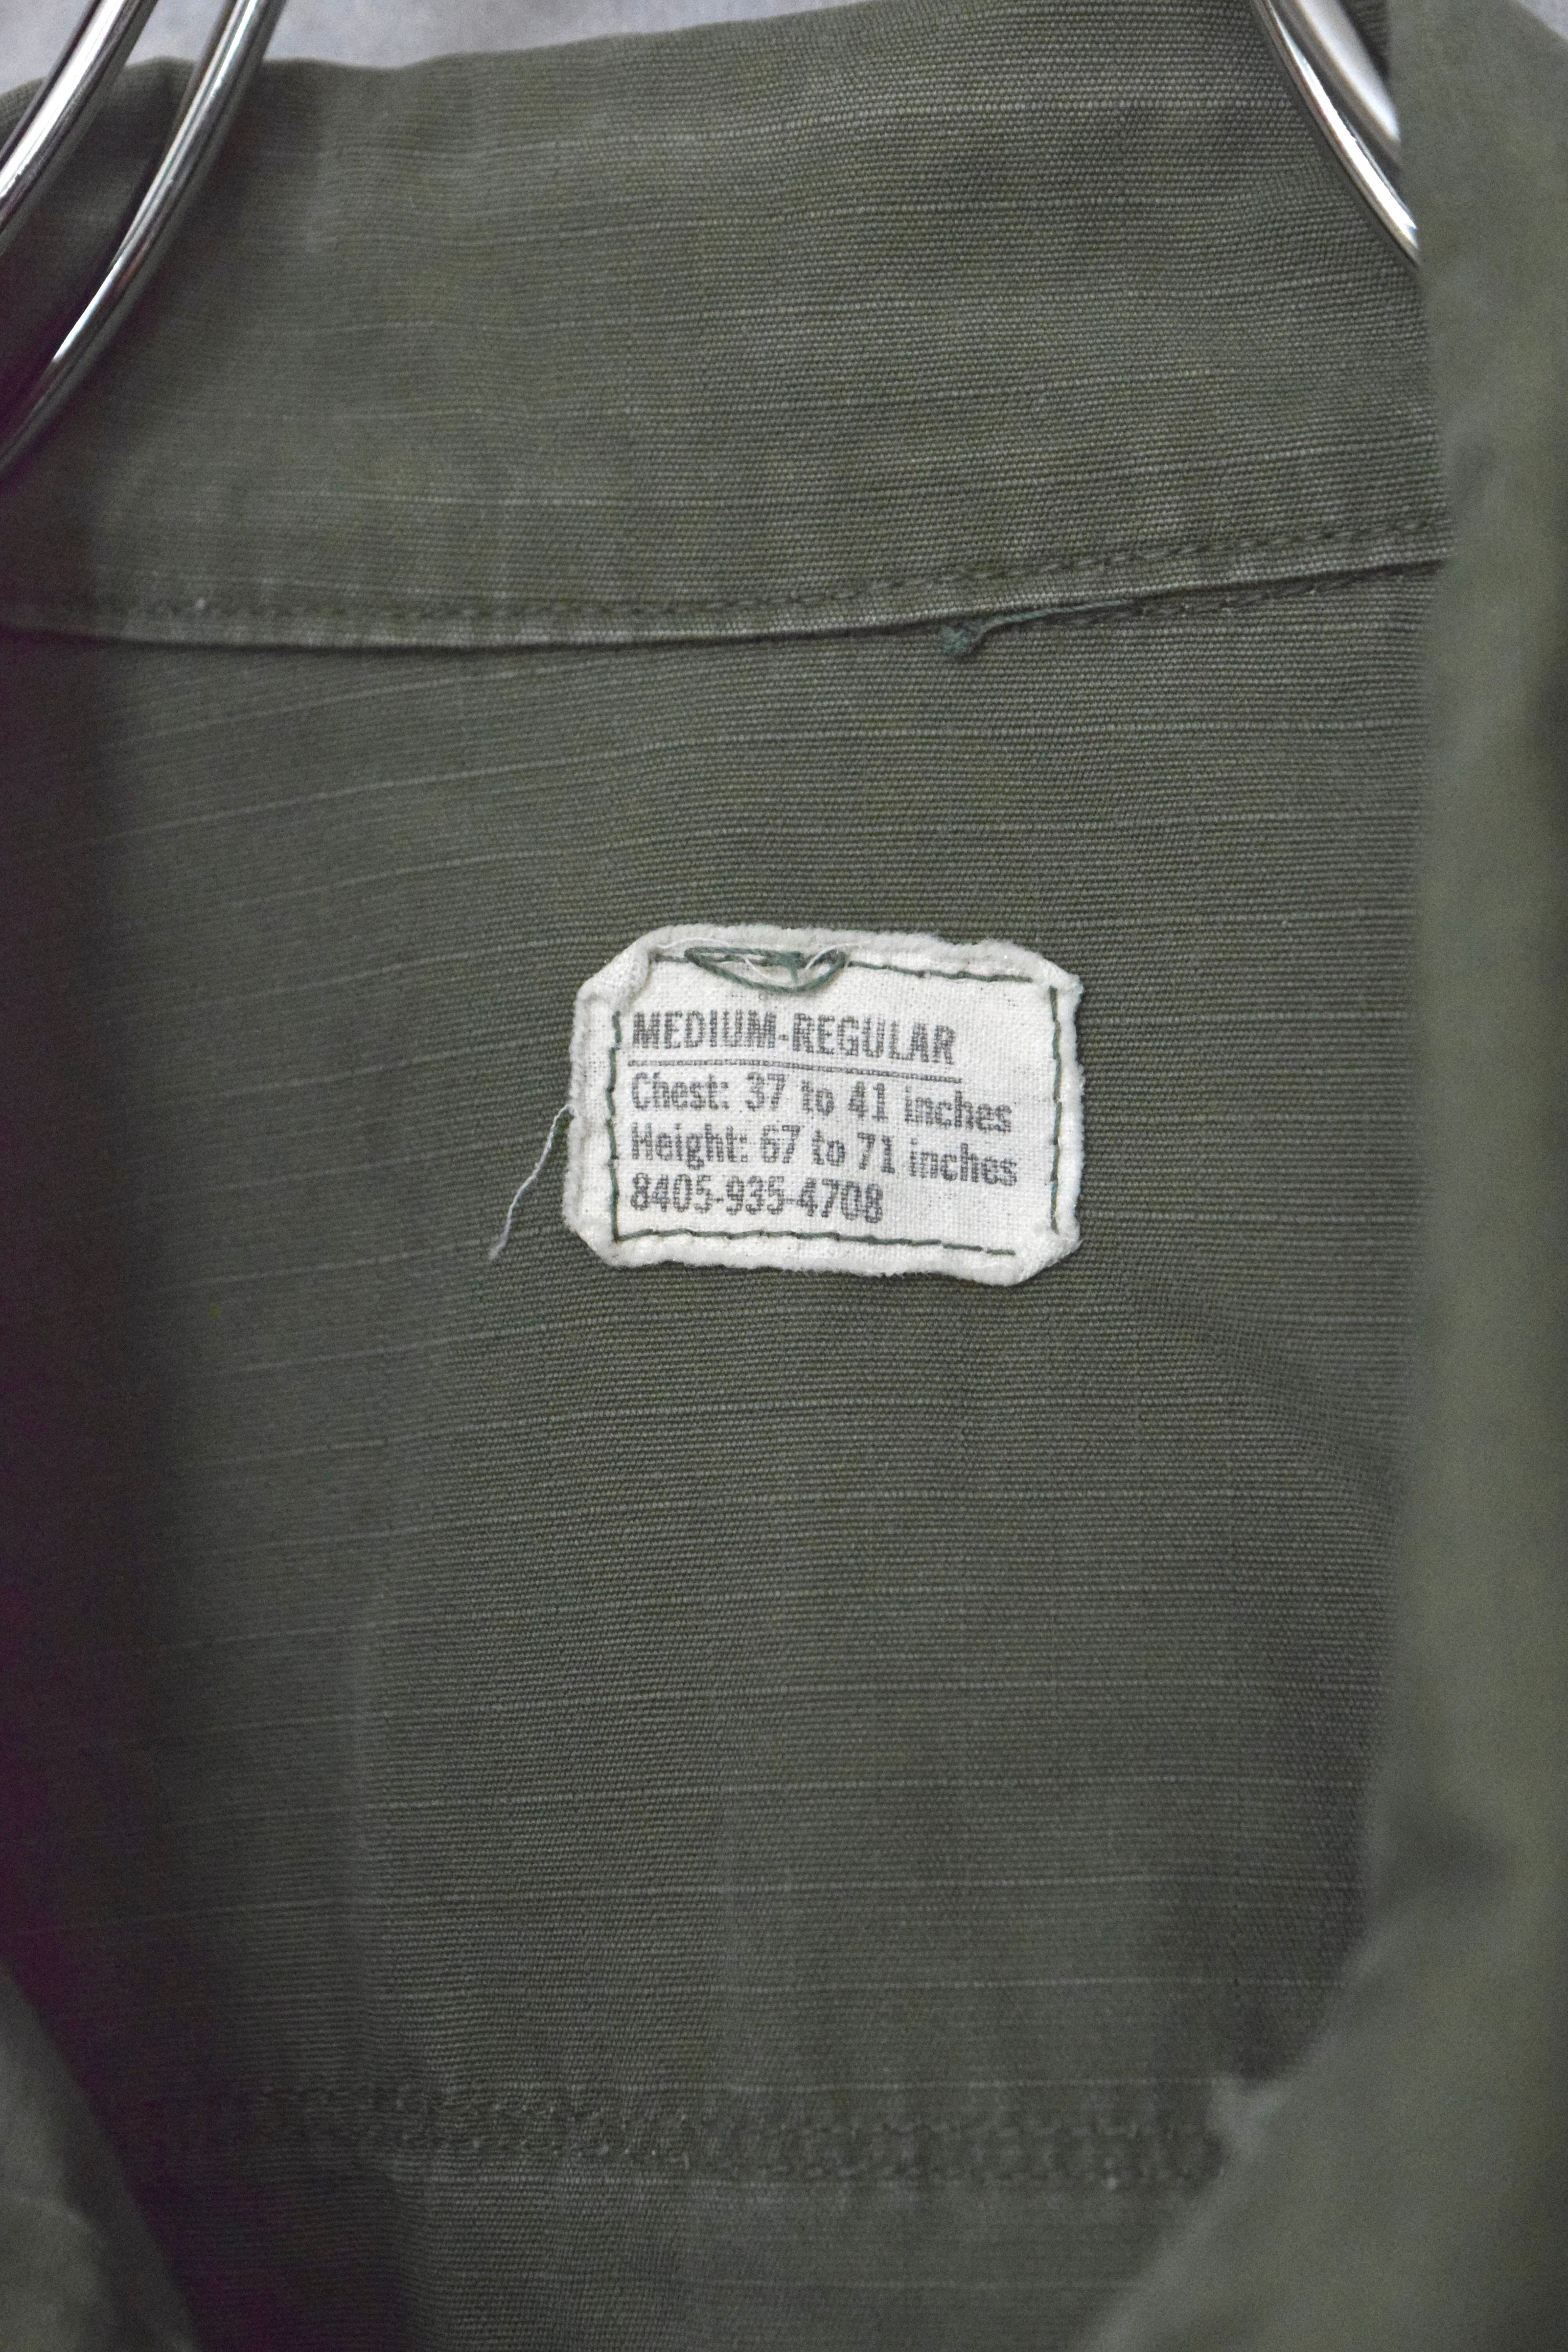 MEDIUM-REGULAR
Chest: 37 to 41 inches
Height: 67 to 71 inches
8405-935-4708